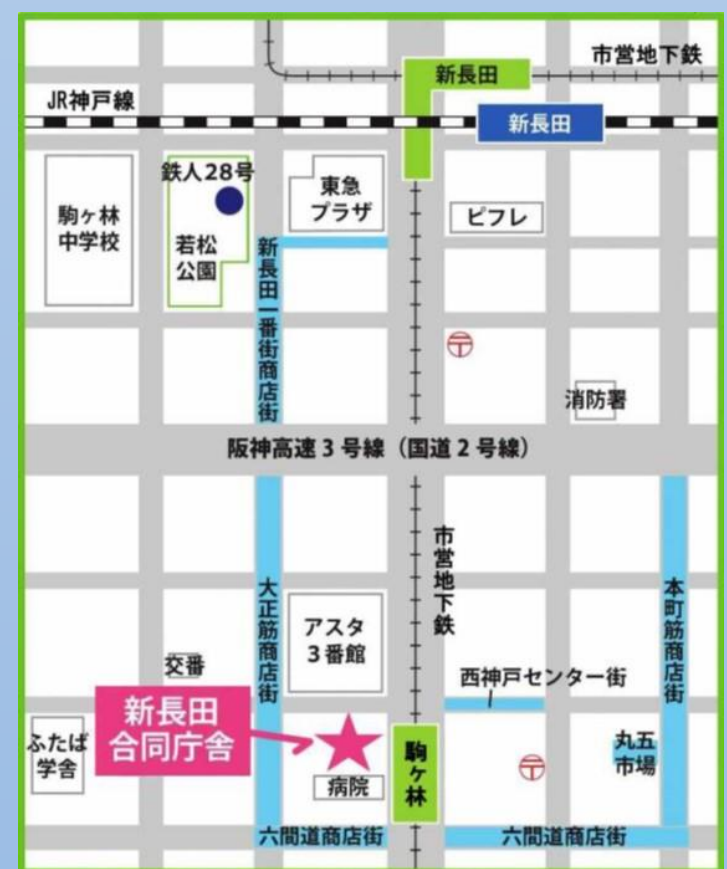 市営地下鉄
新長田
JR神戸線
新長田
鉄人28号
東急
プラザ
駒ヶ林
中学校
若松
公園
ピフレ
新長田一番街商店街
〒
消防署
阪神高速3号線（国道2号線）
市営地下鉄
大正筋商店街
本町筋商店街
アスタ
3番館
交番
西神戸センター街
新長田
合同庁舎
ふたば
学舎
駒ヶ林
丸五
市場
〒
病院
六間道商店街
六間道商店街